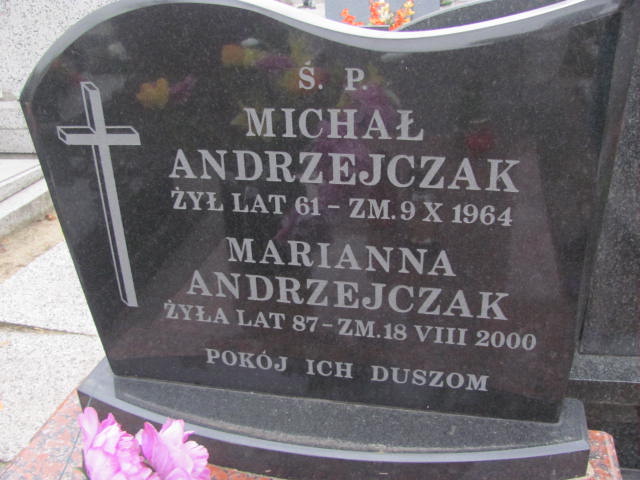 Ś. P.
MICHAŁ
ANDRZEJCZAK
ŻYŁ LAT 61 - ZM. 9 X 1964
MARIANNA
ANDRZEJCZAK
ŻYŁA LAT 87 - ZM. 18 VIII 2000
POKÓJ ICH DUSZOM